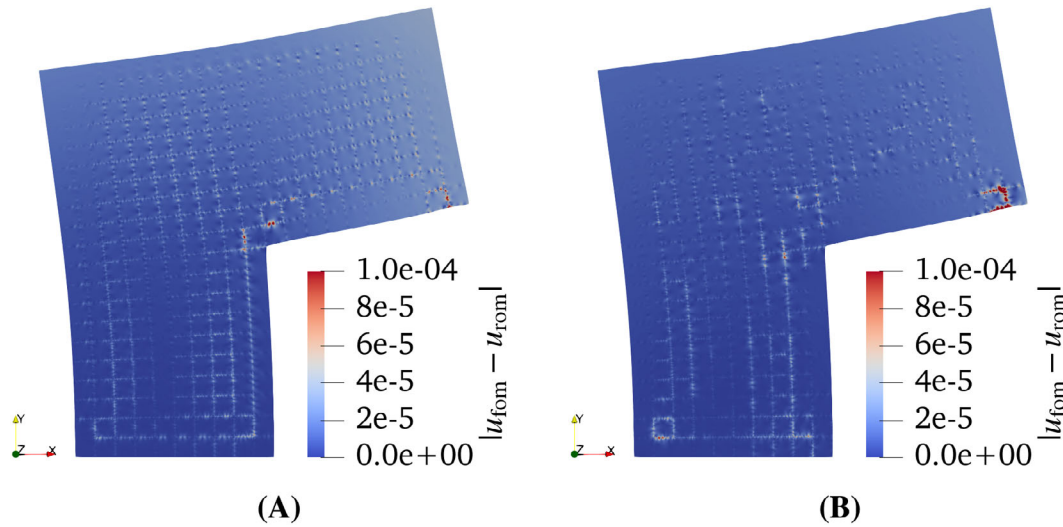 1.0e-04
8e-5
6e-5
4e-5
2e-5
0.0e+00
|u_fom − u_rom|
Y
Z
X
(A)
1.0e-04
8e-5
6e-5
4e-5
2e-5
0.0e+00
|u_fom − u_rom|
Y
Z
X
(B)